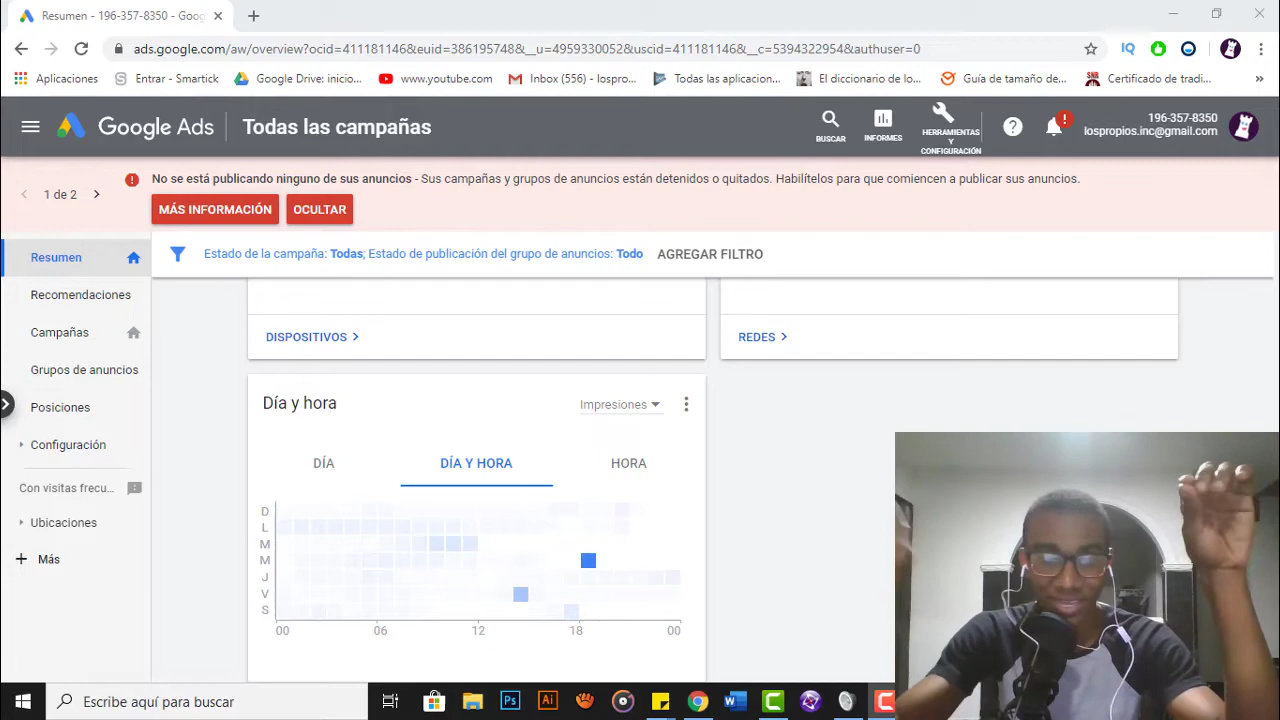 Resumen - 196-357-8350 - Goog
ads.google.com/aw/overview?ocid=411181146&euid=386195748&__u=4959330052&uscid=411181146&__c=5394322954&authuser=0
Aplicaciones
Entrar - Smartick
Google Drive: inicio...
www.youtube.com
Inbox (556) - lospro...
Todas las aplicacion...
El diccionario de lo...
Guía de tamaño de...
Certificado de tradi...
Google Ads
Todas las campañas
BUSCAR
INFORMES
HERRAMIENTAS Y CONFIGURACIÓN
196-357-8350
lospropios.inc@gmail.com
1 de 2
No se está publicando ninguno de sus anuncios - Sus campañas y grupos de anuncios están detenidos o quitados. Habilítelos para que comiencen a publicar sus anuncios.
MÁS INFORMACIÓN
OCULTAR
Estado de la campaña: Todas; Estado de publicación del grupo de anuncios: Todo
AGREGAR FILTRO
Resumen
Recomendaciones
Campañas
Grupos de anuncios
Posiciones
Configuración
Con visitas frecu...
Ubicaciones
Más
DISPOSITIVOS
REDES
Día y hora
Impresiones
DÍA
DÍA Y HORA
HORA
D
L
M
M
J
V
S
00
06
12
18
00
Escribe aquí para buscar